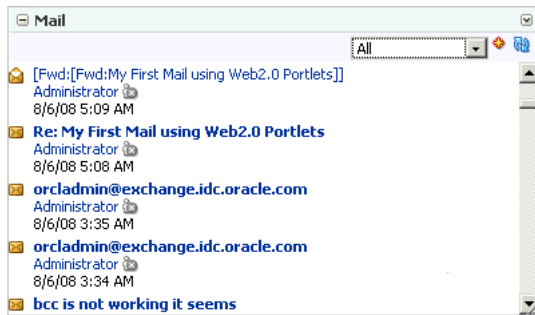 Mail
All
[Fwd:[Fwd:My First Mail using Web2.0 Portlets]]
Administrator
8/6/08 5:09 AM
Re: My First Mail using Web2.0 Portlets
Administrator
8/6/08 5:08 AM
orcladmin@exchange.idc.oracle.com
Administrator
8/6/08 3:35 AM
orcladmin@exchange.idc.oracle.com
Administrator
8/6/08 3:34 AM
bcc is not working it seems